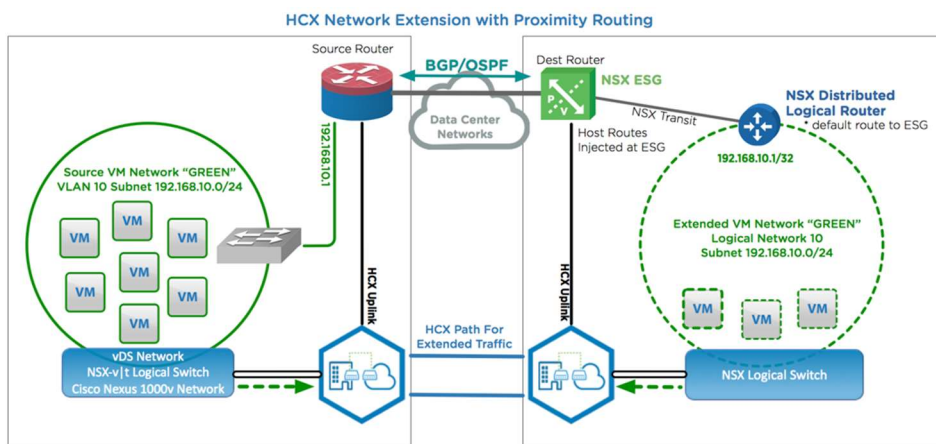 HCX Network Extension with Proximity Routing
Source Router
BGP/OSPF
Dest Router
NSX ESG
Data Center
Networks
NSX Transit
NSX Distributed
Logical Router
* default route to ESG
Host Routes
Injected at ESG
192.168.10.1
192.168.10.1/32
Source VM Network “GREEN”
VLAN 10 Subnet 192.168.10.0/24
VM
VM
VM
VM
VM
VM
VM
Extended VM Network “GREEN”
Logical Network 10
Subnet 192.168.10.0/24
VM
VM
VM
HCX Uplink
HCX Uplink
HCX Path For
Extended Traffic
vDS Network
NSX-v|t Logical Switch
Cisco Nexus 1000v Network
NSX Logical Switch
P
V